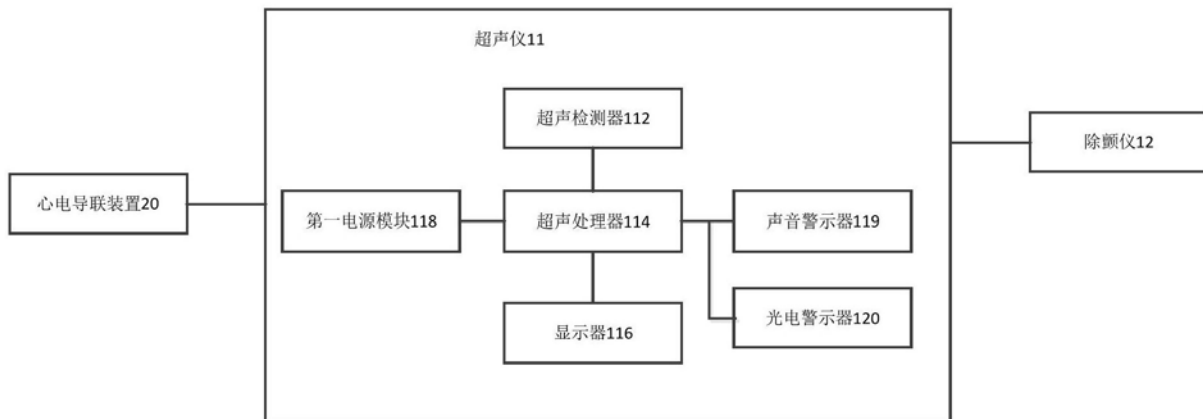 超声仪11
超声检测器112
除颤仪12
心电导联装置20
第一电源模块118
超声处理器114
声音警示器119
显示器116
光电警示器120